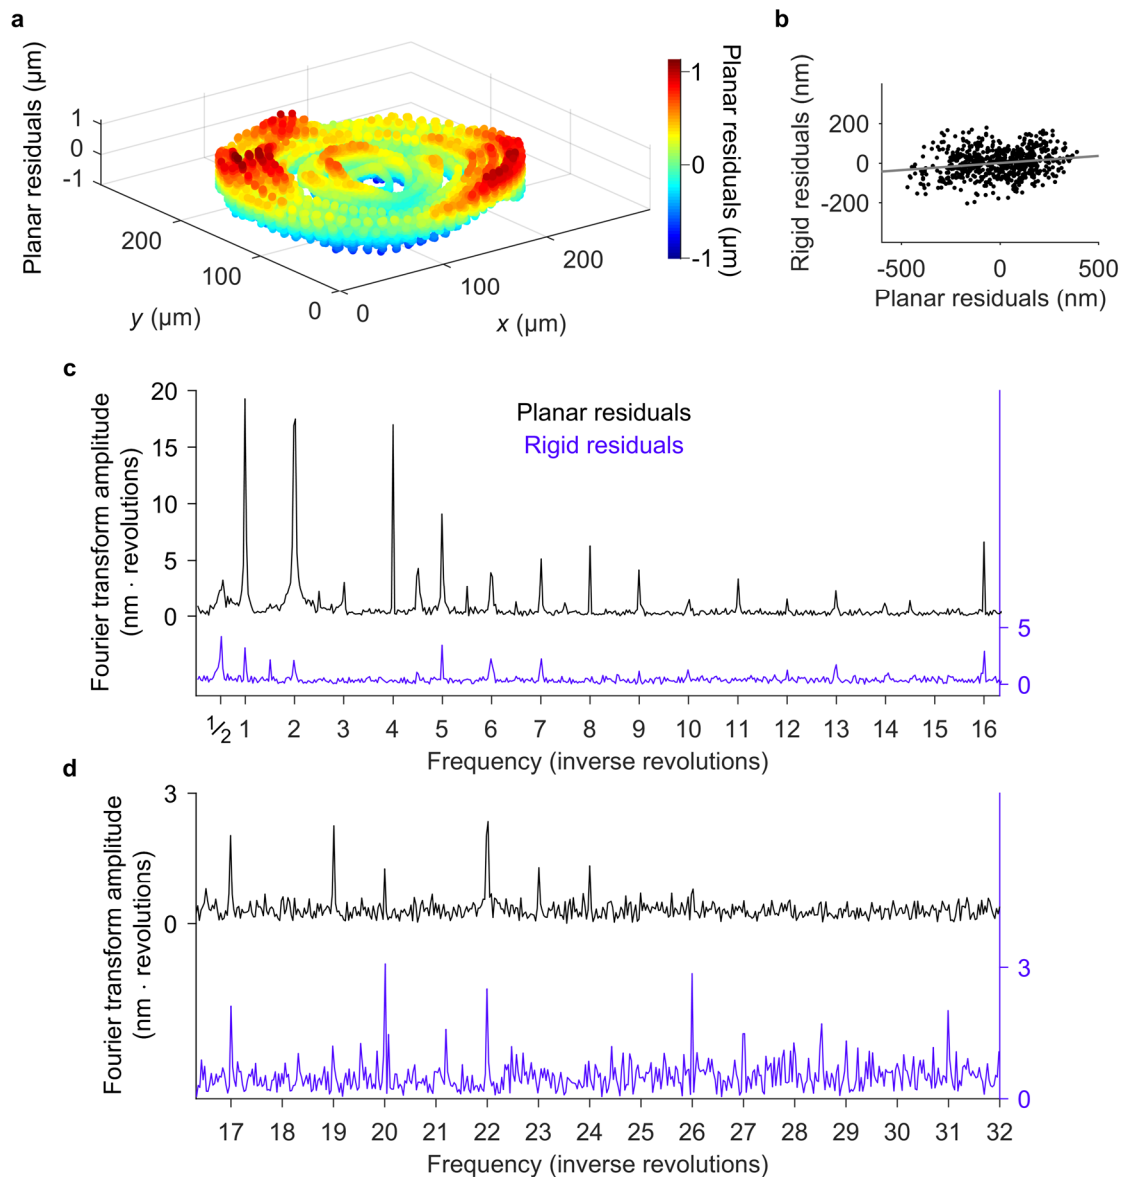 a
Planar residuals (μm)
1
0
-1
200
100
0
y (μm)
0
100
200
x (μm)
1
0
-1
Planar residuals (μm)
b
Rigid residuals (nm)
200
0
-200
-500 0 500
Planar residuals (nm)
c
Fourier transform amplitude
(nm · revolutions)
20
15
10
5
0
Planar residuals
Rigid residuals
5
0
1/2 1 2 3 4 5 6 7 8 9 10 11 12 13 14 15 16
Frequency (inverse revolutions)
d
Fourier transform amplitude
(nm · revolutions)
3
0
3
0
17 18 19 20 21 22 23 24 25 26 27 28 29 30 31 32
Frequency (inverse revolutions)